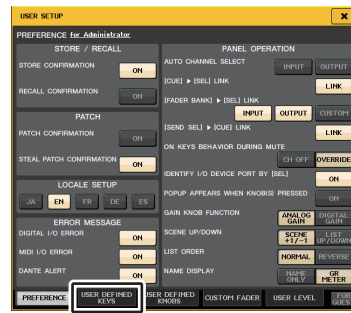 USER SETUP
PREFERENCE for Administrator
STORE / RECALL
STORE CONFIRMATION
ON
RECALL CONFIRMATION
ON
PATCH
PATCH CONFIRMATION
ON
STEAL PATCH CONFIRMATION
ON
LOCALE SETUP
JA EN FR DE ES
ERROR MESSAGE
DIGITAL I/O ERROR
ON
MIDI I/O ERROR
ON
DANTE ALERT
ON
PANEL OPERATION
AUTO CHANNEL SELECT
INPUT OUTPUT
[CUE] ▶ [SEL] LINK
LINK
[FADER BANK] ▶ [SEL] LINK
INPUT OUTPUT CUSTOM
[SEND SEL] ▶ [CUE] LINK
LINK
ON KEYS BEHAVIOR DURING MUTE
CH OFF OVERRIDE
IDENTIFY I/O DEVICE PORT BY [SEL]
ON
POPUP APPEARS WHEN KNOB IS PRESSED
ON
GAIN KNOB FUNCTION
ANALOG GAIN DIGITAL GAIN
SCENE UP/DOWN
SCENE +1/-1 LIST UP/DOWN
LIST ORDER
NORMAL REVERSE
NAME DISPLAY
NAME ONLY GR METER
PREFERENCE USER DEFINED KEYS USER DEFINED KNOBS CUSTOM FADER USER LEVEL FOR GUEST